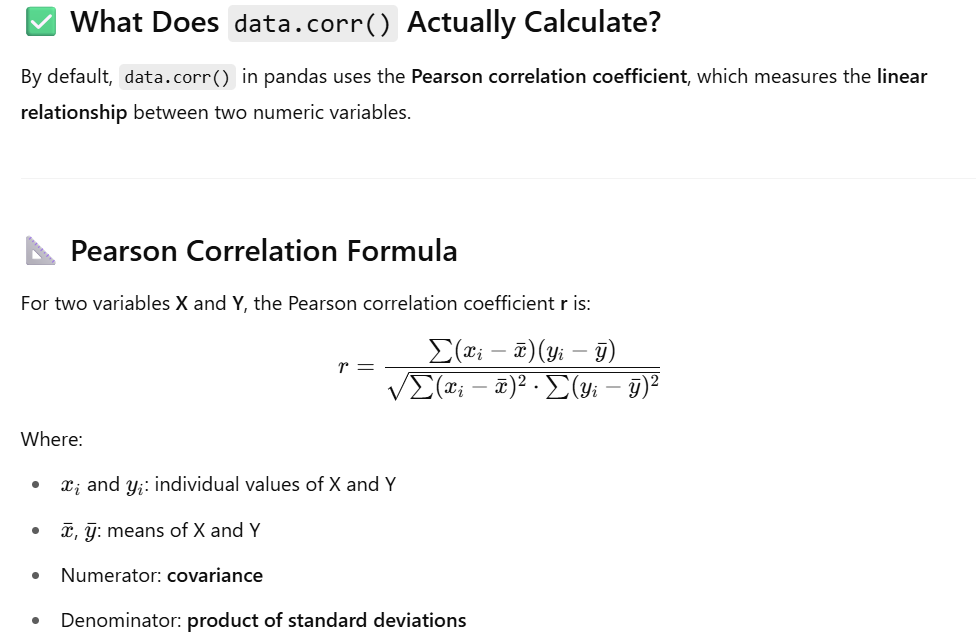 ✅ What Does data.corr() Actually Calculate?
By default, data.corr() in pandas uses the Pearson correlation coefficient, which measures the linear
relationship between two numeric variables.
📐 Pearson Correlation Formula
For two variables X and Y, the Pearson correlation coefficient r is:
r = ∑(xᵢ − x̄)(yᵢ − ȳ) / √∑(xᵢ − x̄)² · ∑(yᵢ − ȳ)²
Where:
• xᵢ and yᵢ: individual values of X and Y
• x̄, ȳ: means of X and Y
• Numerator: covariance
• Denominator: product of standard deviations